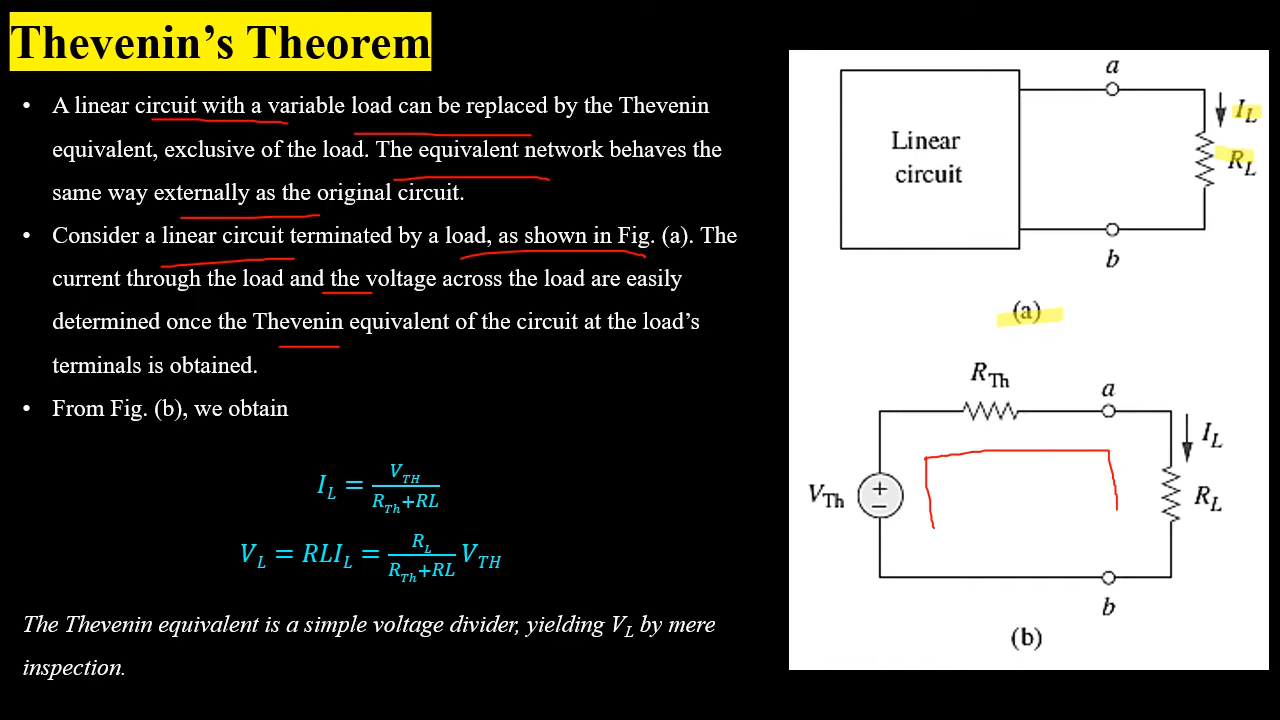 Thevenin's Theorem
• A linear circuit with a variable load can be replaced by the Thevenin
equivalent, exclusive of the load. The equivalent network behaves the
same way externally as the original circuit.
• Consider a linear circuit terminated by a load, as shown in Fig. (a). The
current through the load and the voltage across the load are easily
determined once the Thevenin equivalent of the circuit at the load's
terminals is obtained.
• From Fig. (b), we obtain
I_L = V_TH / (R_Th+RL)
V_L = RLI_L = R_L / (R_Th+RL) V_TH
The Thevenin equivalent is a simple voltage divider, yielding V_L by mere
inspection.
a
I_L
Linear
circuit
R_L
b
(a)
R_Th
a
I_L
V_Th
+
−
R_L
b
(b)